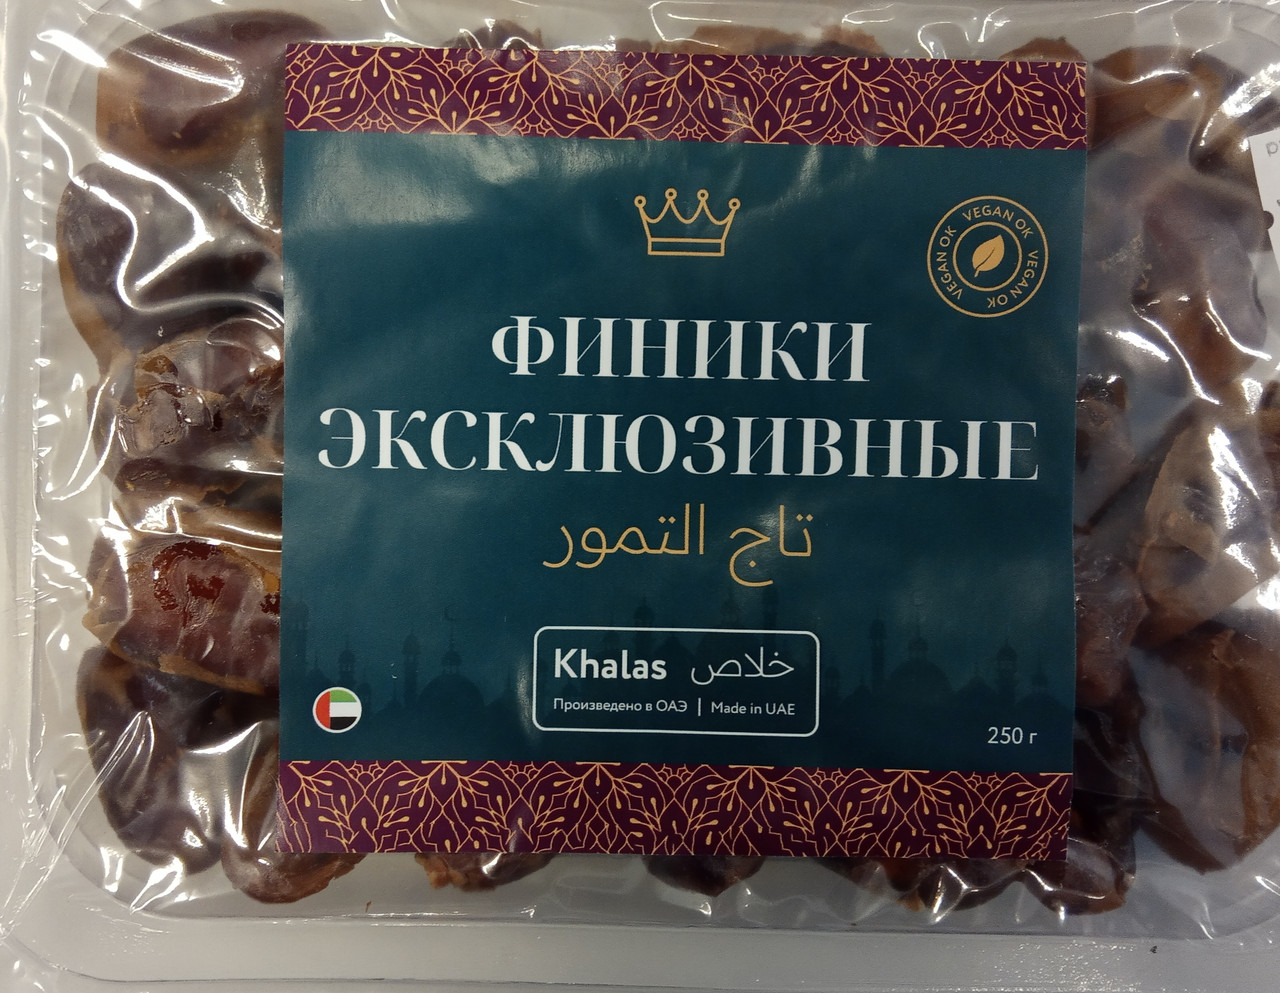 VEGAN OK VEGAN OK VEGAN OK
ФИНИКИ
ЭКСКЛЮЗИВНЫЕ
تاج التمور
Khalas خلاص
Произведено в ОАЭ | Made in UAE
250 г